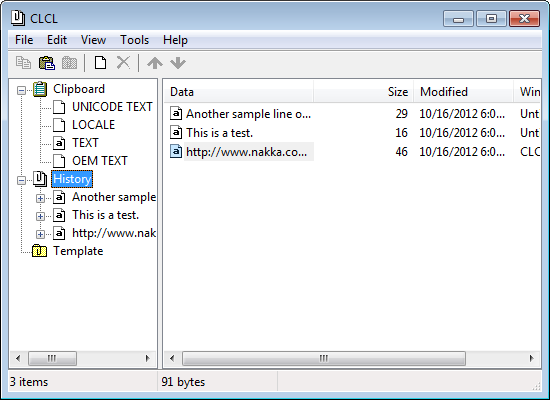 CLCL
File Edit View Tools Help
Clipboard
UNICODE TEXT
LOCALE
TEXT
OEM TEXT
History
Another sample
This is a test.
http://www.nak
Template
Data Size Modified Win
Another sample line o... 29 10/16/2012 6:0... Unt
This is a test. 16 10/16/2012 6:0... Unt
http://www.nakka.co... 46 10/16/2012 6:0... CLC
3 items 91 bytes